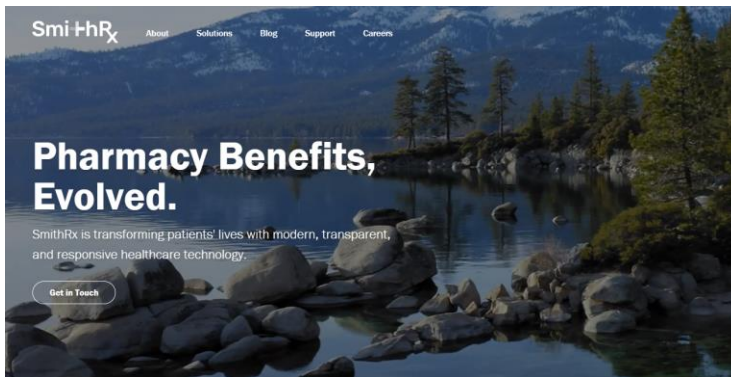 SmithRx
About
Solutions
Blog
Support
Careers
Pharmacy Benefits,
Evolved.
SmithRx is transforming patients' lives with modern, transparent,
and responsive healthcare technology.
Get in Touch